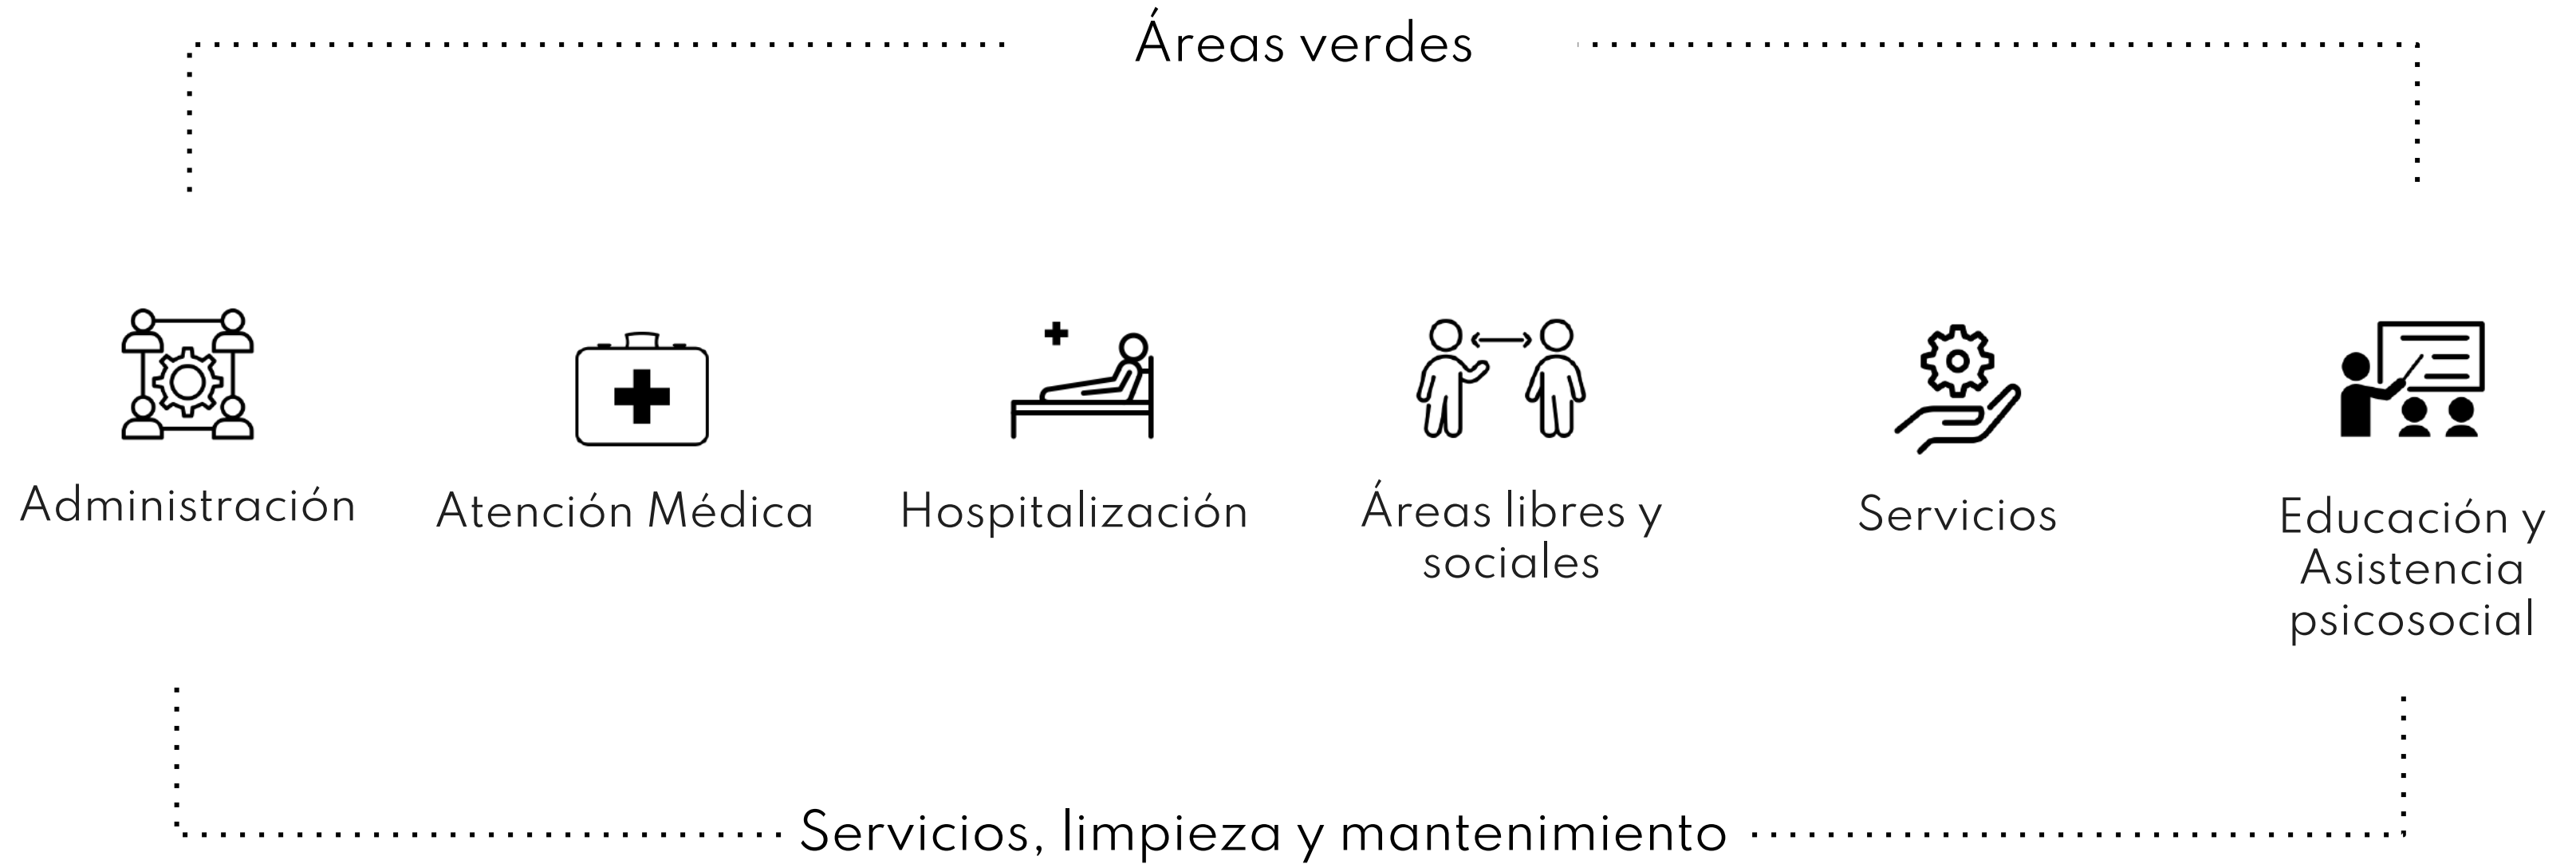 Áreas verdes
Administración
Atención Médica
Hospitalización
Áreas libres y
sociales
Servicios
Educación y
Asistencia
psicosocial
Servicios, limpieza y mantenimiento